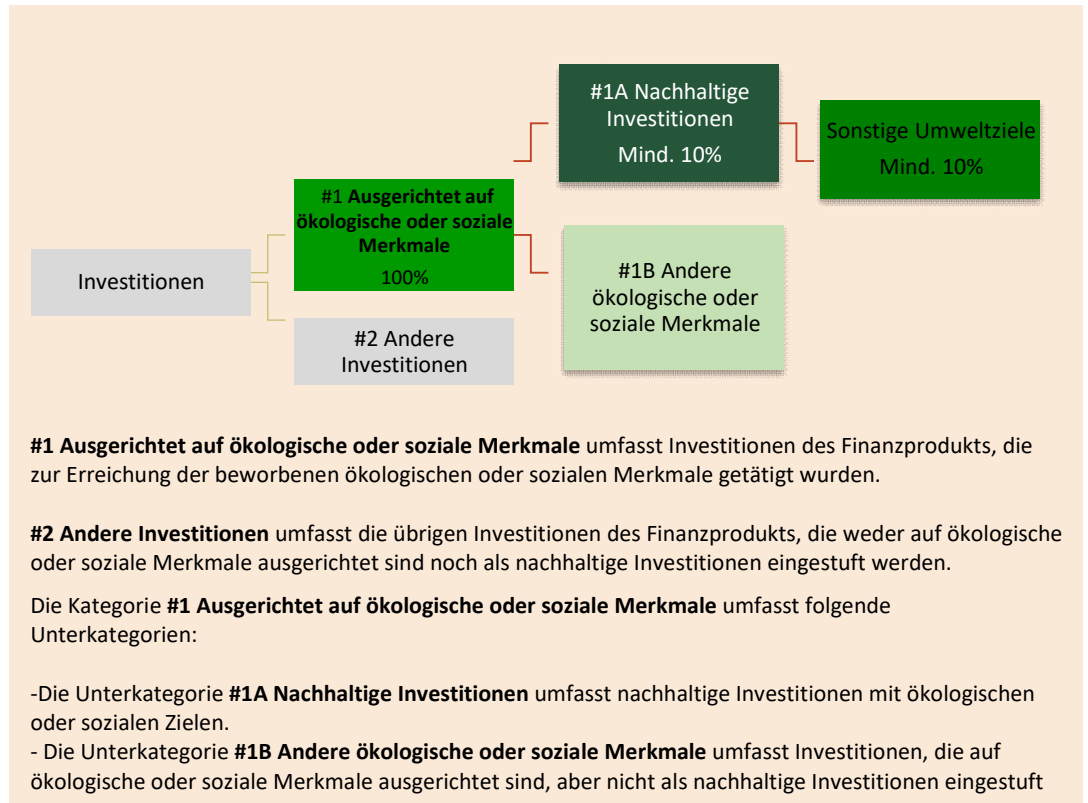 #1A Nachhaltige
Investitionen
Mind. 10%
Sonstige Umweltziele
Mind. 10%
#1 Ausgerichtet auf
ökologische oder soziale
Merkmale
100%
Investitionen
#1B Andere
ökologische oder
soziale Merkmale
#2 Andere
Investitionen
#1 Ausgerichtet auf ökologische oder soziale Merkmale umfasst Investitionen des Finanzprodukts, die
zur Erreichung der beworbenen ökologischen oder sozialen Merkmale getätigt wurden.
#2 Andere Investitionen umfasst die übrigen Investitionen des Finanzprodukts, die weder auf ökologische
oder soziale Merkmale ausgerichtet sind noch als nachhaltige Investitionen eingestuft werden.
Die Kategorie #1 Ausgerichtet auf ökologische oder soziale Merkmale umfasst folgende
Unterkategorien:
-Die Unterkategorie #1A Nachhaltige Investitionen umfasst nachhaltige Investitionen mit ökologischen
oder sozialen Zielen.
- Die Unterkategorie #1B Andere ökologische oder soziale Merkmale umfasst Investitionen, die auf
ökologische oder soziale Merkmale ausgerichtet sind, aber nicht als nachhaltige Investitionen eingestuft